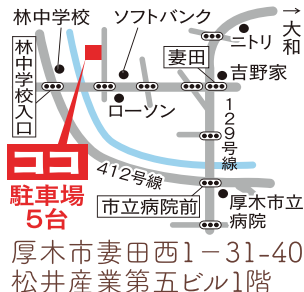 林中学校
ソフトバンク
→
大和
ニトリ
妻田
吉野家
林中学校入口
ローソン
129号線
ココ
412号線
駐車場
5台
市立病院前
厚木市立
病院
厚木市妻田西1-31-40
松井産業第五ビル1階